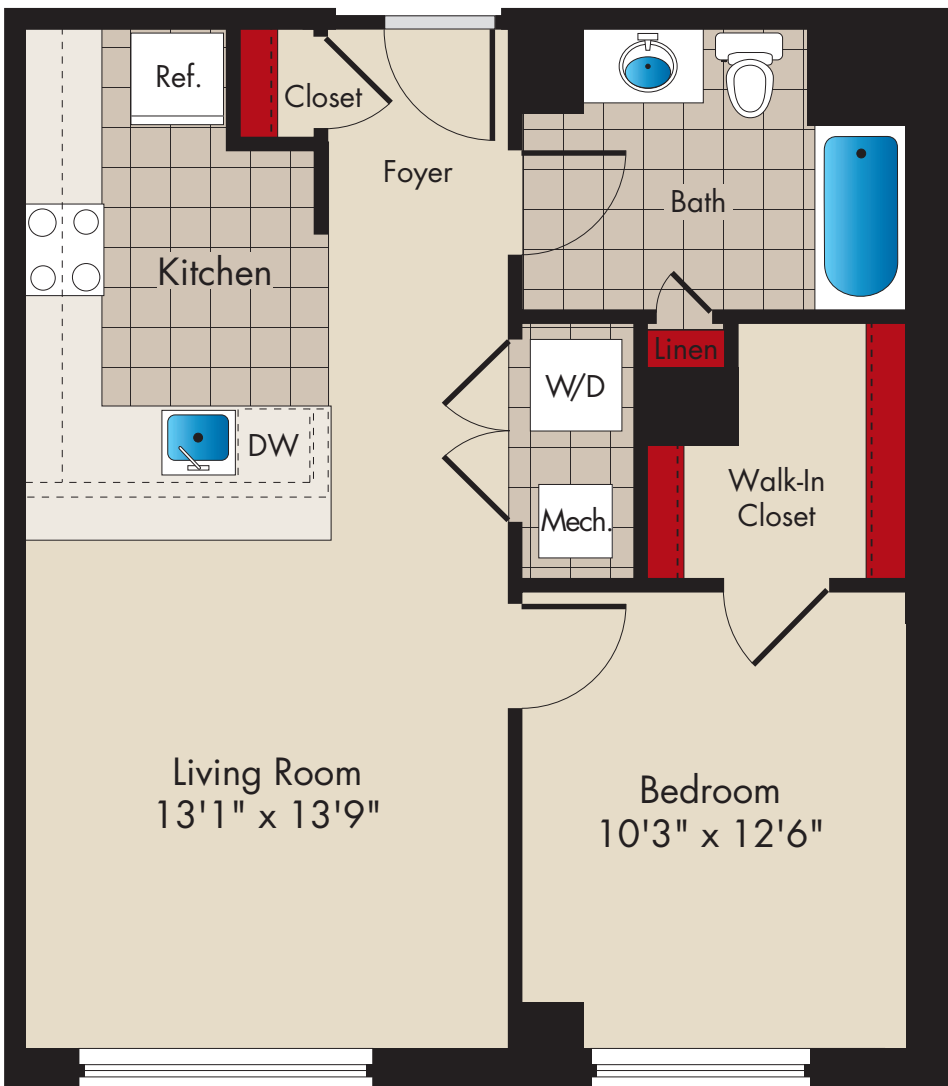 Ref.
Closet
Foyer
Bath
Kitchen
Linen
W/D
DW
Walk-In
Closet
Mech.
Living Room
13'1" x 13'9"
Bedroom
10'3" x 12'6"